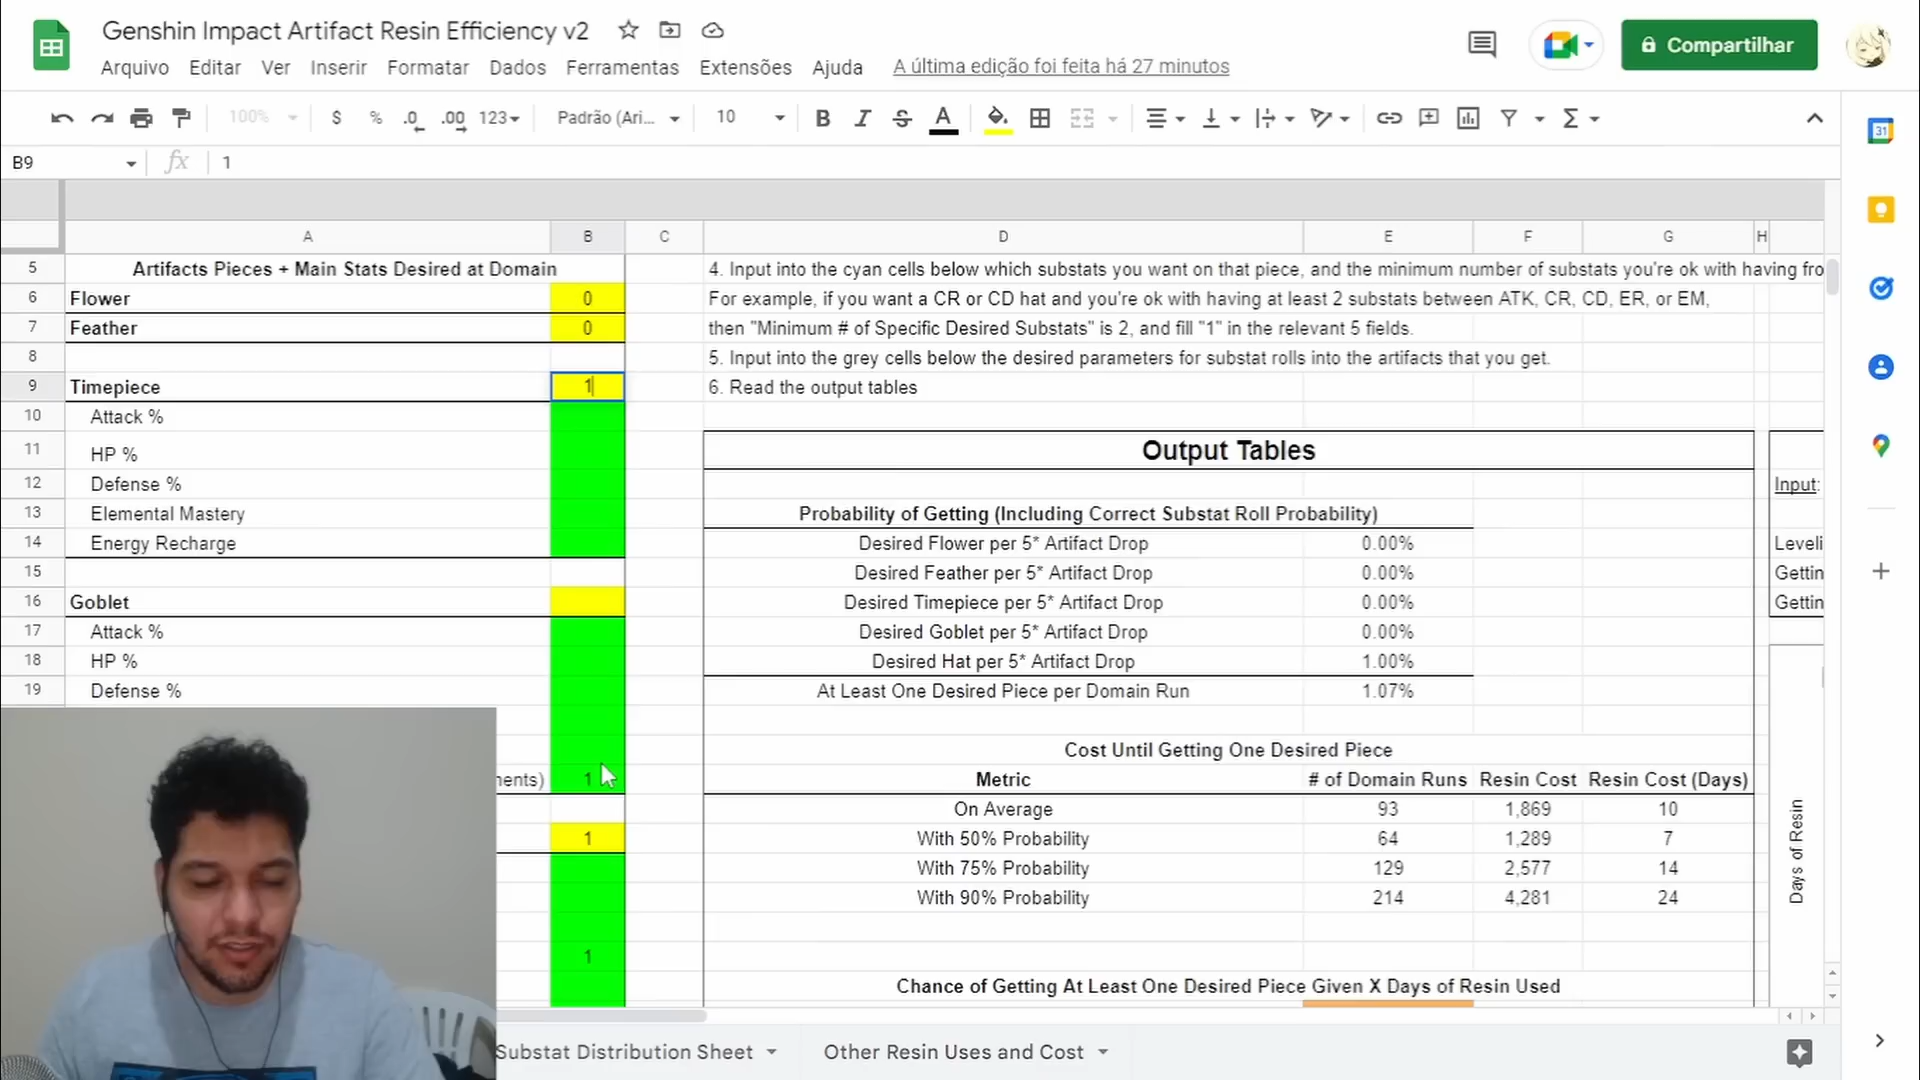 Genshin Impact Artifact Resin Efficiency v2
Arquivo Editar Ver Inserir Formatar Dados Ferramentas Extensões Ajuda A última edição foi feita há 27 minutos
Compartilhar
100% $ % .0 .00 123 Padrão (Ari... 10 B I S A Σ
31
B9 fx 1
A B C D E F G H
5 Artifacts Pieces + Main Stats Desired at Domain 4. Input into the cyan cells below which substats you want on that piece, and the minimum number of substats you're ok with having fro
6 Flower 0 For example, if you want a CR or CD hat and you're ok with having at least 2 substats between ATK, CR, CD, ER, or EM,
7 Feather 0 then "Minimum # of Specific Desired Substats" is 2, and fill "1" in the relevant 5 fields.
8 5. Input into the grey cells below the desired parameters for substat rolls into the artifacts that you get.
9 Timepiece 1 6. Read the output tables
10 Attack %
11 HP % Output Tables
12 Defense % Input:
13 Elemental Mastery Probability of Getting (Including Correct Substat Roll Probability)
14 Energy Recharge Desired Flower per 5* Artifact Drop 0.00% Leveli
15 Desired Feather per 5* Artifact Drop 0.00% Gettin
16 Goblet Desired Timepiece per 5* Artifact Drop 0.00% Gettin
17 Attack % Desired Goblet per 5* Artifact Drop 0.00%
18 HP % Desired Hat per 5* Artifact Drop 1.00%
19 Defense % At Least One Desired Piece per Domain Run 1.07%
Cost Until Getting One Desired Piece
nents) 1 Metric # of Domain Runs Resin Cost Resin Cost (Days)
On Average 93 1,869 10
1 With 50% Probability 64 1,289 7
With 75% Probability 129 2,577 14
With 90% Probability 214 4,281 24
Days of Resin
1
Chance of Getting At Least One Desired Piece Given X Days of Resin Used
Substat Distribution Sheet Other Resin Uses and Cost